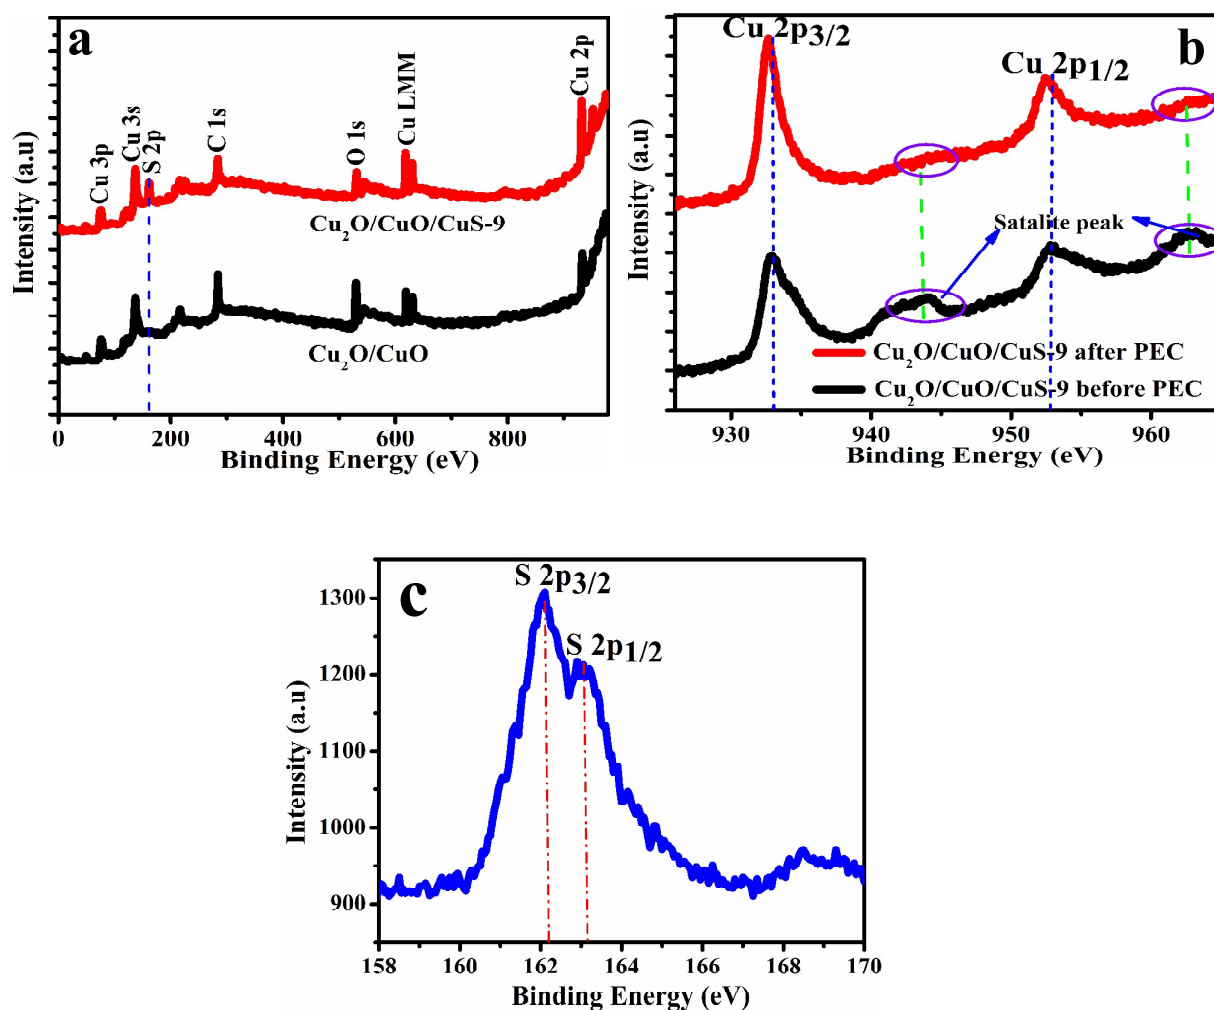 a
Cu 3p
Cu 3s
S 2p
C 1s
O 1s
Cu LMM
Cu 2p
Cu₂O/CuO/CuS-9
Cu₂O/CuO
Intensity (a.u)
0 200 400 600 800
Binding Energy (eV)
b
Cu 2p3/2
Cu 2p1/2
Satalite peak
Cu₂O/CuO/CuS-9 after PEC
Cu₂O/CuO/CuS-9 before PEC
Intensity (a.u)
930 940 950 960
Binding Energy (eV)
c
S 2p3/2
S 2p1/2
1300
1200
1100
1000
900
Intensity (a.u)
158 160 162 164 166 168 170
Binding Energy (eV)